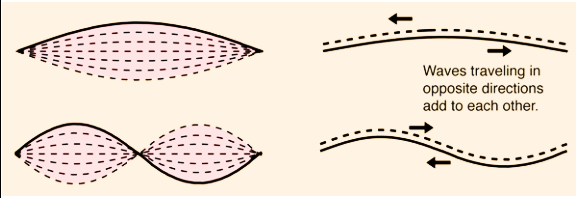 Waves traveling in
opposite directions
add to each other.